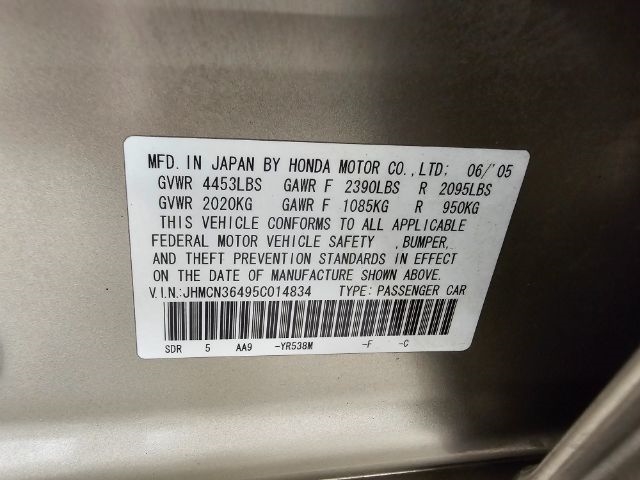 MFD. IN JAPAN BY HONDA MOTOR CO., LTD: 06/'05
GVWR 4453LBS GAWR F 2390LBS R 2095LBS
GVWR 2020KG GAWR F 1085KG R 950KG
THIS VEHICLE CONFORMS TO ALL APPLICABLE
FEDERAL MOTOR VEHICLE SAFETY , BUMPER,
AND THEFT PREVENTION STANDARDS IN EFFECT
ON THE DATE OF MANUFACTURE SHOWN ABOVE.
V.I.N.:JHMCN36495C014834 TYPE: PASSENGER CAR
SDR 5 AA9 -YR538M -F -C